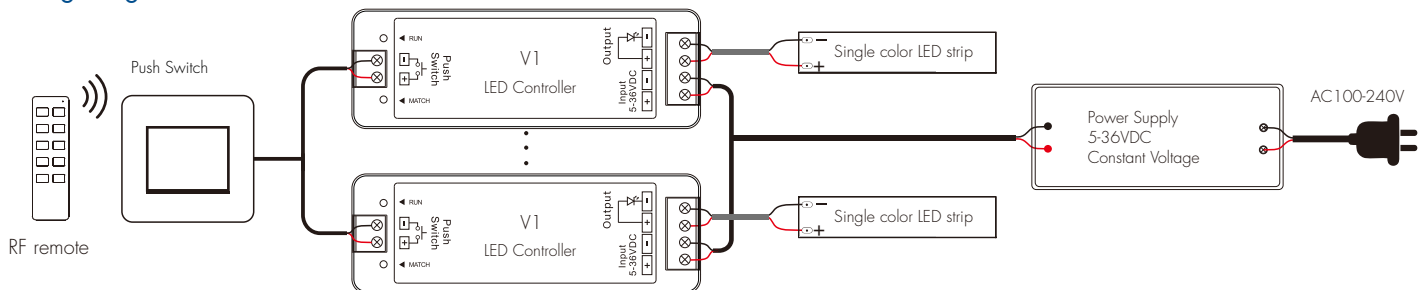 Push Switch
RF remote
RUN
Push
Switch
MATCH
V1
LED Controller
Output
Input
5-36VDC
Single color LED strip
RUN
Push
Switch
MATCH
V1
LED Controller
Output
Input
5-36VDC
Single color LED strip
Power Supply
5-36VDC
Constant Voltage
AC100-240V